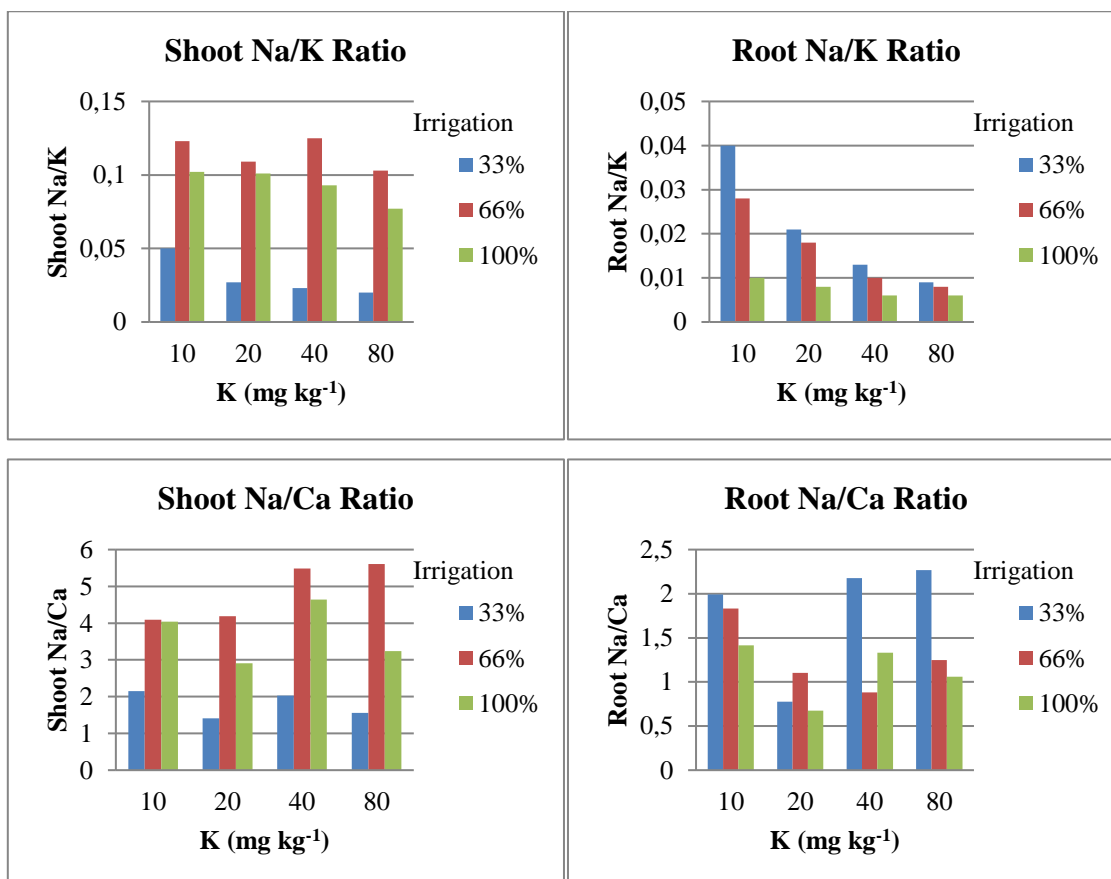 Shoot Na/K Ratio
0,15
0,1
0,05
0
Shoot Na/K
10 20 40 80
K (mg kg-1)
Irrigation
33%
66%
100%
Root Na/K Ratio
0,05
0,04
0,03
0,02
0,01
0
Root Na/K
10 20 40 80
K (mg kg-1)
Irrigation
33%
66%
100%
Shoot Na/Ca Ratio
6
5
4
3
2
1
0
Shoot Na/Ca
10 20 40 80
K (mg kg-1)
Irrigation
33%
66%
100%
Root Na/Ca Ratio
2,5
2
1,5
1
0,5
0
Root Na/Ca
10 20 40 80
K (mg kg-1)
Irrigation
33%
66%
100%